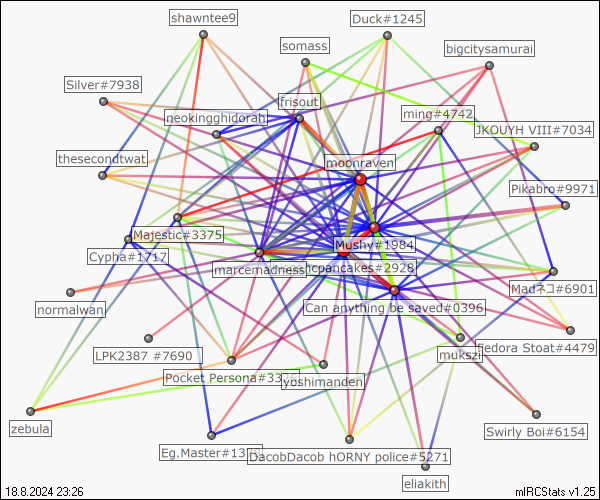 shawntee9
Duck#1245
somass
bigcitysamurai
Silver#7938
frisout
neokingghidorah
ming#4742
JKOUYH VIII#7034
thesecondtwat
moonraven
Pikabro#9971
Majestic#3375
Mushy#1984
Cypha#1717
marcemadness
ncpancakes#2928
Madネコ#6901
normalwan
Can anything be saved#0396
LPK2387 #7690
mukszi
Fedora Stoat#4479
Pocket Persona#33
yoshimanden
zebula
Swirly Boi#6154
Eg.Master#13
DacobDacob hORNY police#5271
eliakith
18.8.2024 23:26
mIRCStats v1.25